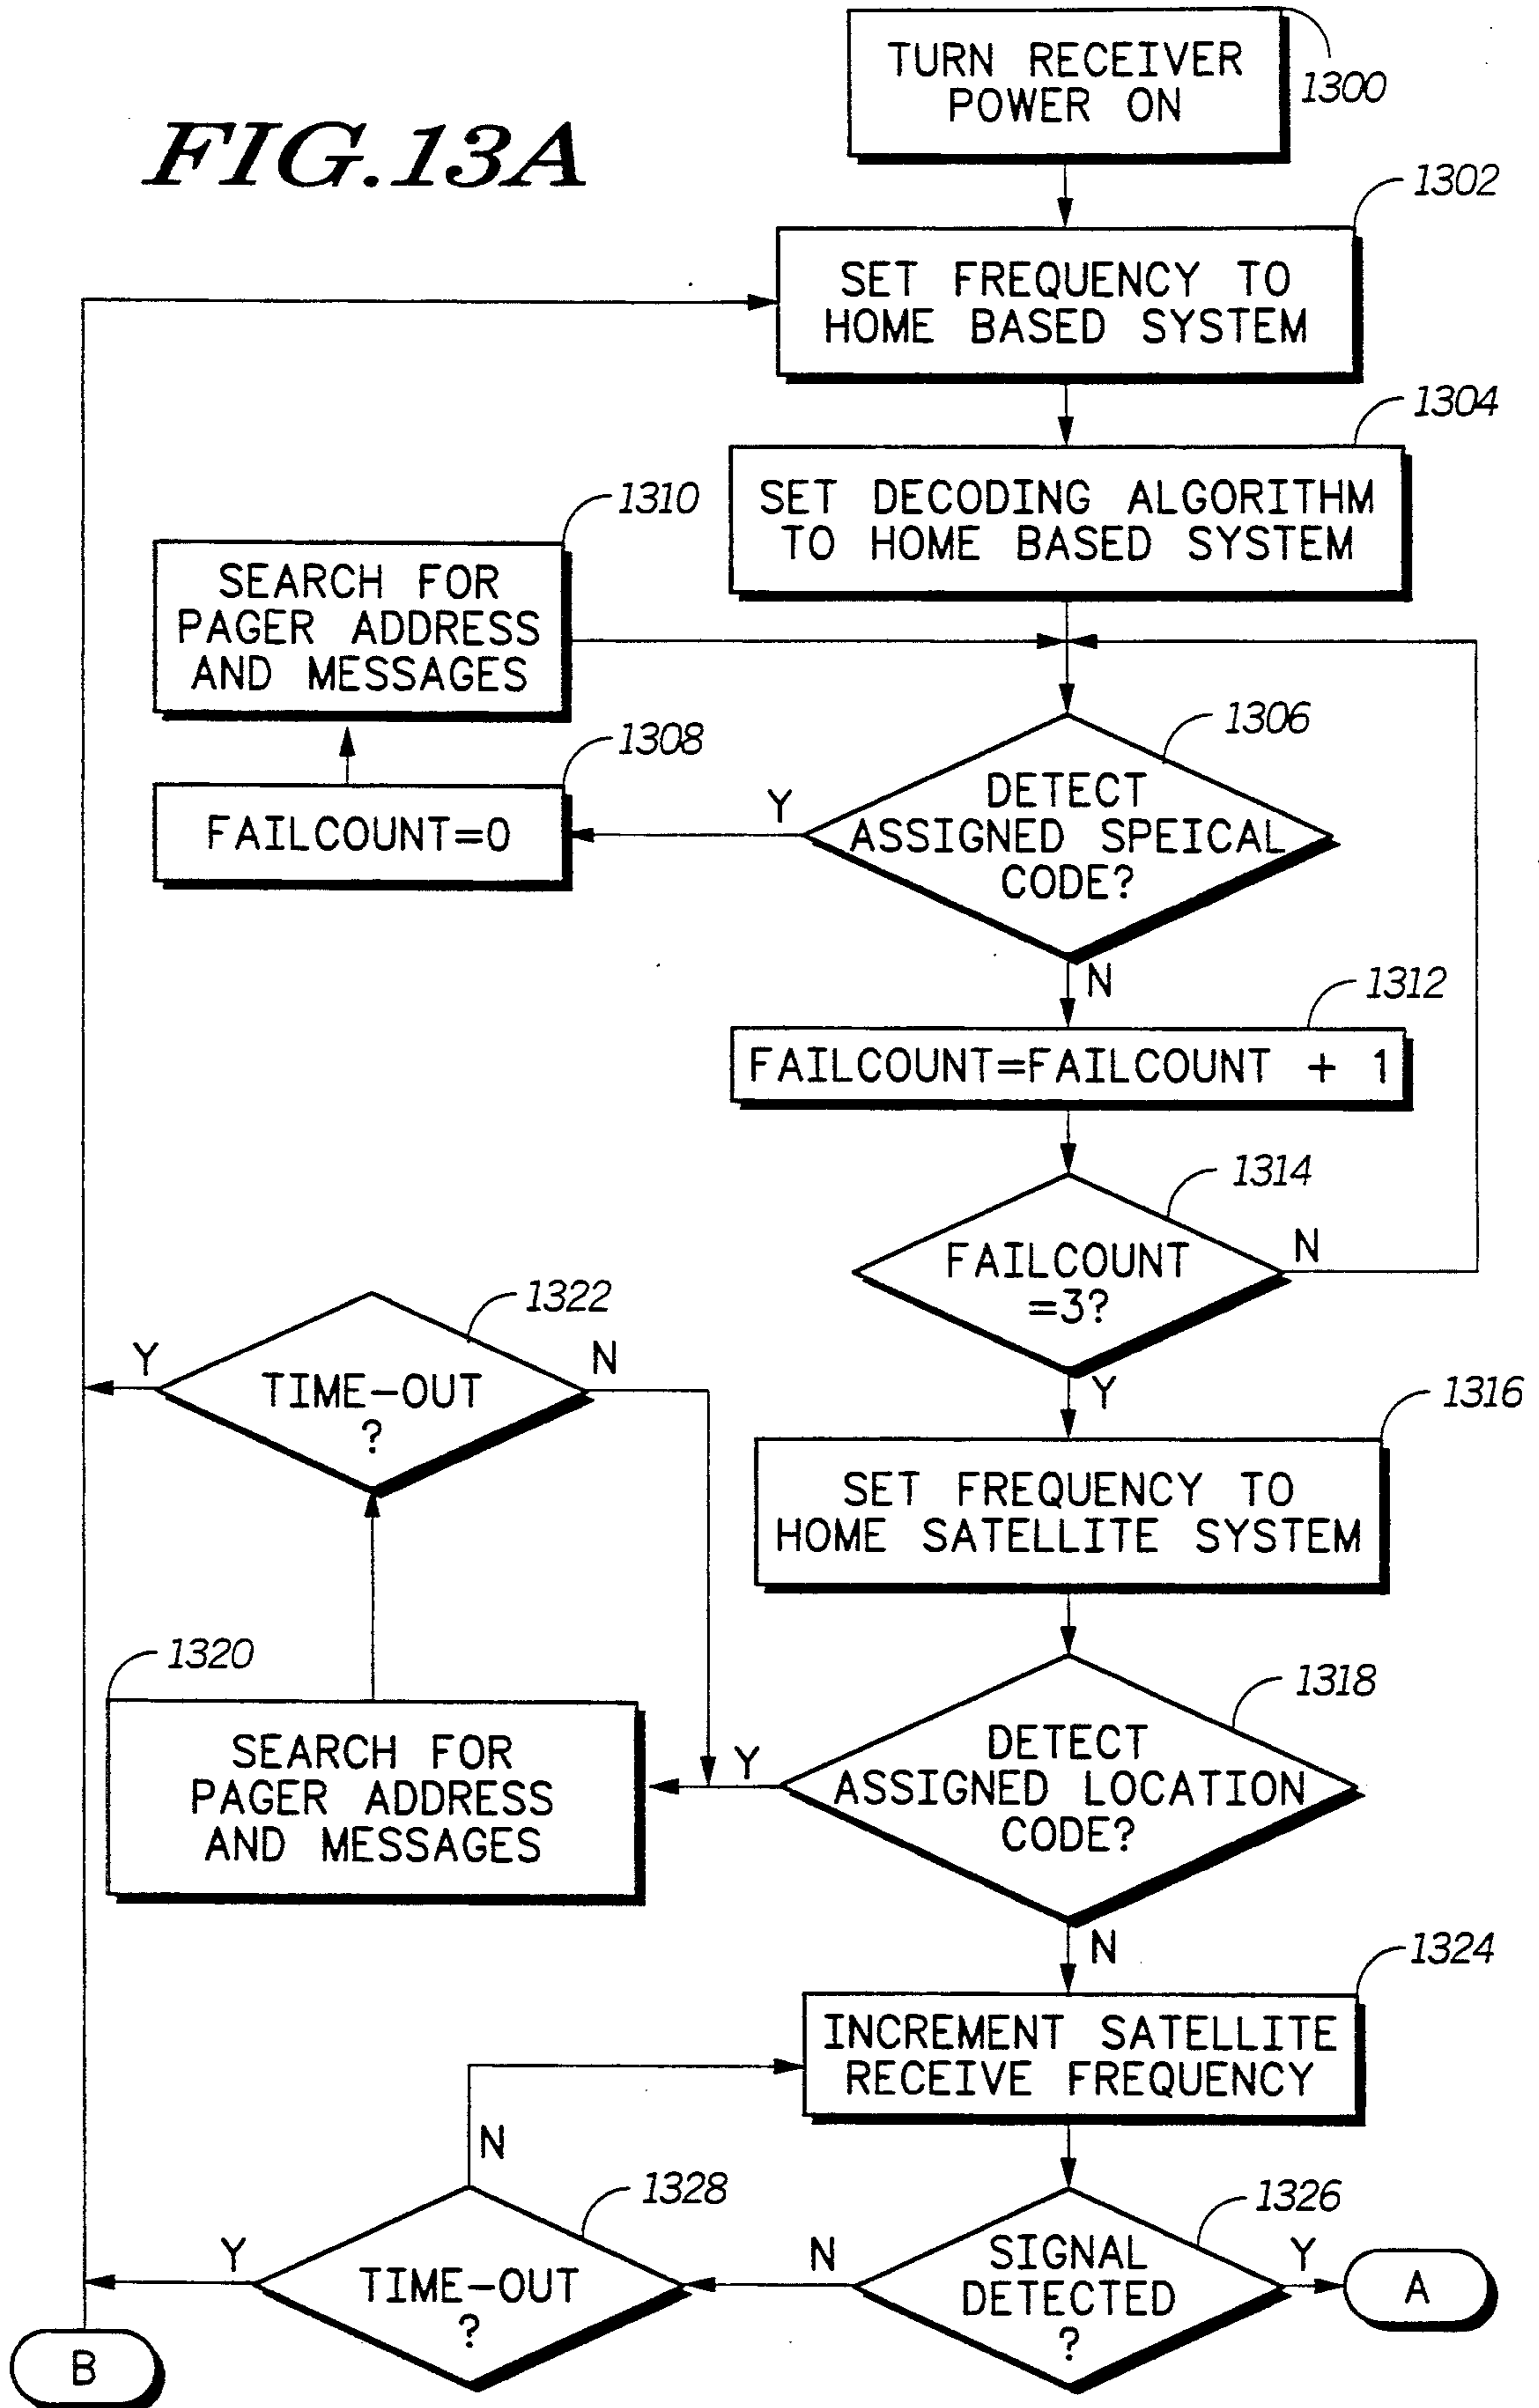 FIG.13A
TURN RECEIVER
POWER ON
1300
1302
SET FREQUENCY TO
HOME BASED SYSTEM
1304
SET DECODING ALGORITHM
TO HOME BASED SYSTEM
1310
SEARCH FOR
PAGER ADDRESS
AND MESSAGES
1306
DETECT
ASSIGNED SPEICAL
CODE?
Y
1308
FAILCOUNT=0
N
1312
FAILCOUNT=FAILCOUNT + 1
1314
FAILCOUNT
=3?
N
Y
1322
TIME-OUT
?
Y
N
1316
SET FREQUENCY TO
HOME SATELLITE SYSTEM
1318
DETECT
ASSIGNED LOCATION
CODE?
Y
1320
SEARCH FOR
PAGER ADDRESS
AND MESSAGES
N
1324
INCREMENT SATELLITE
RECEIVE FREQUENCY
N
1328
TIME-OUT
?
Y
1326
SIGNAL
DETECTED
?
N
Y
A
B